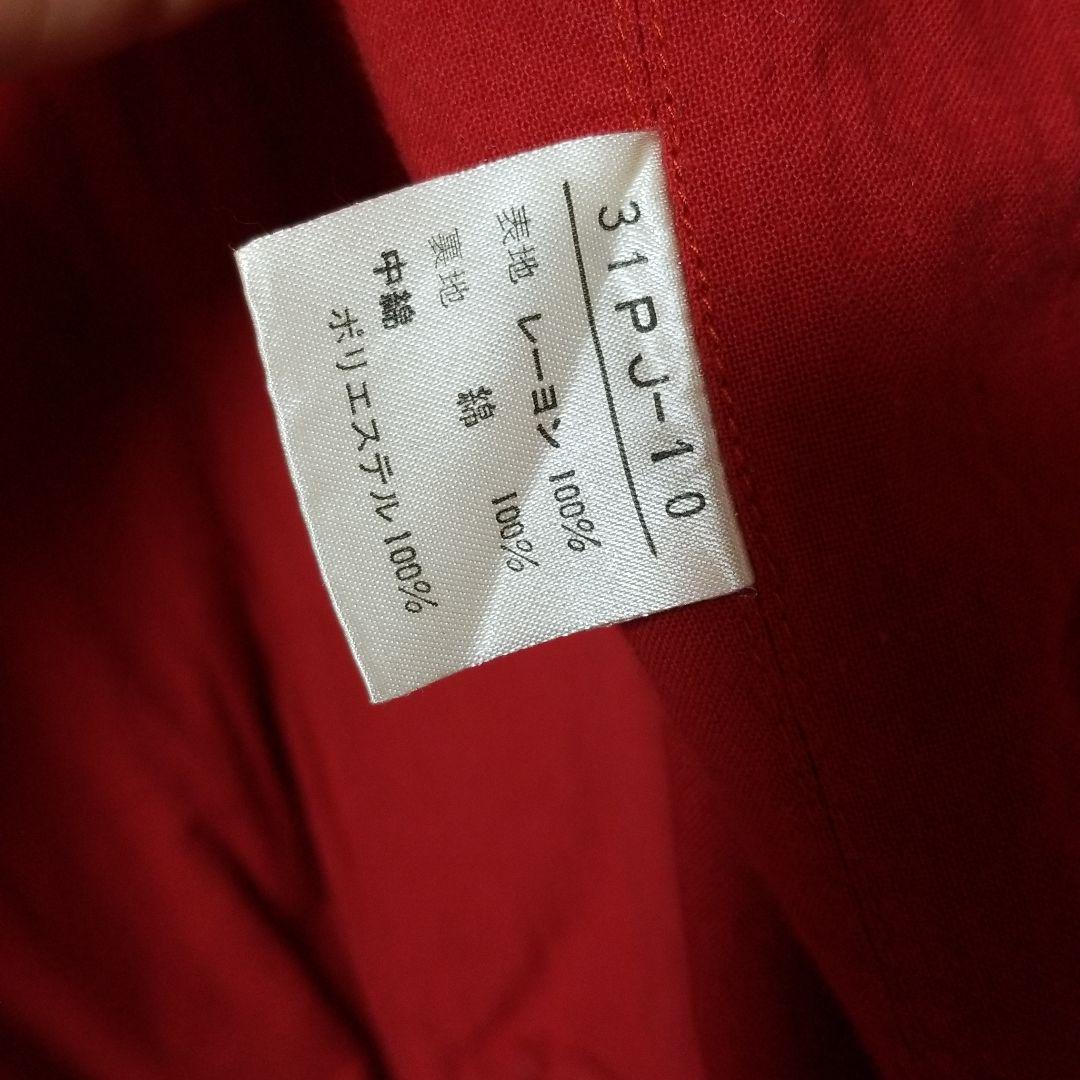 31PJ-10
表地 レーヨン 100%
裏地 綿 100%
中綿
ポリエステル 100%